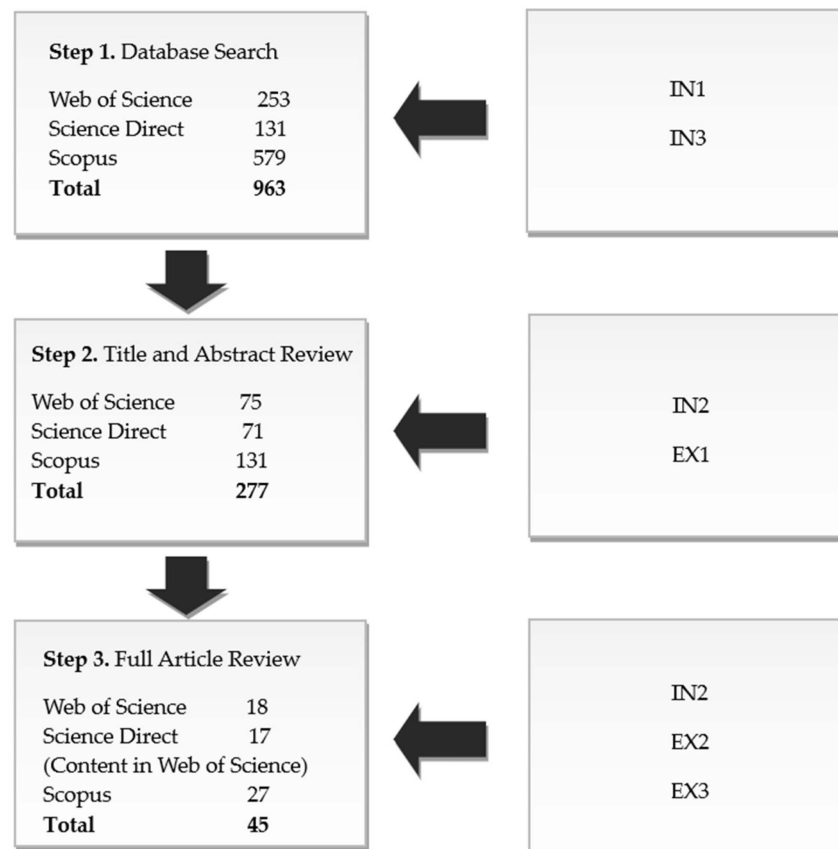 Step 1. Database Search
Web of Science 253
Science Direct 131
Scopus 579
Total 963
IN1
IN3
Step 2. Title and Abstract Review
Web of Science 75
Science Direct 71
Scopus 131
Total 277
IN2
EX1
Step 3. Full Article Review
Web of Science 18
Science Direct 17
(Content in Web of Science)
Scopus 27
Total 45
IN2
EX2
EX3